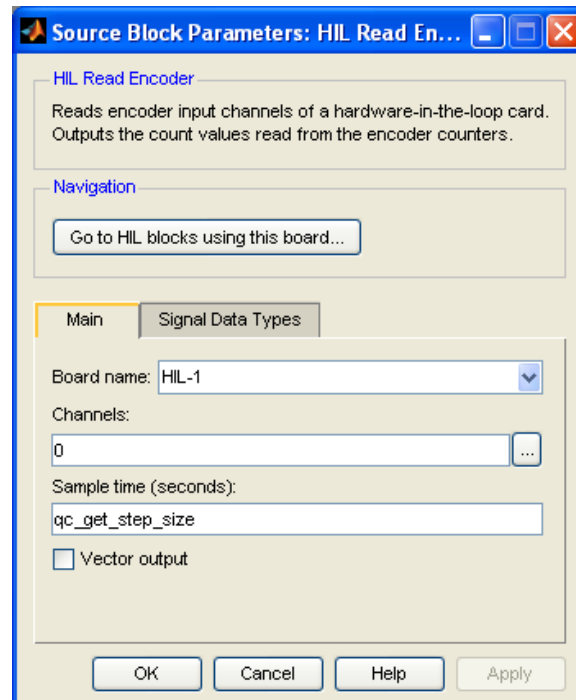 Source Block Parameters: HIL Read En...
HIL Read Encoder
Reads encoder input channels of a hardware-in-the-loop card.
Outputs the count values read from the encoder counters.
Navigation
Go to HIL blocks using this board...
Main Signal Data Types
Board name: HIL-1
Channels:
0 ...
Sample time (seconds):
qc_get_step_size
Vector output
OK Cancel Help Apply